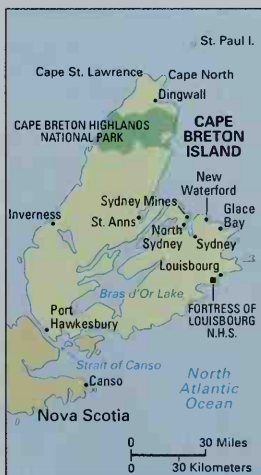 St. Paul I.
Cape St. Lawrence
Cape North
Dingwall
CAPE BRETON HIGHLANDS
NATIONAL PARK
CAPE
BRETON
ISLAND
New
Waterford
Sydney Mines
Glace
Bay
Inverness
St. Anns
North
Sydney
Sydney
Louisbourg
Bras d'Or Lake
FORTRESS OF
LOUISBOURG
N.H.S.
Port
Hawkesbury
Strait of Canso
Canso
North
Atlantic
Ocean
Nova Scotia
0 30 Miles
0 30 Kilometers